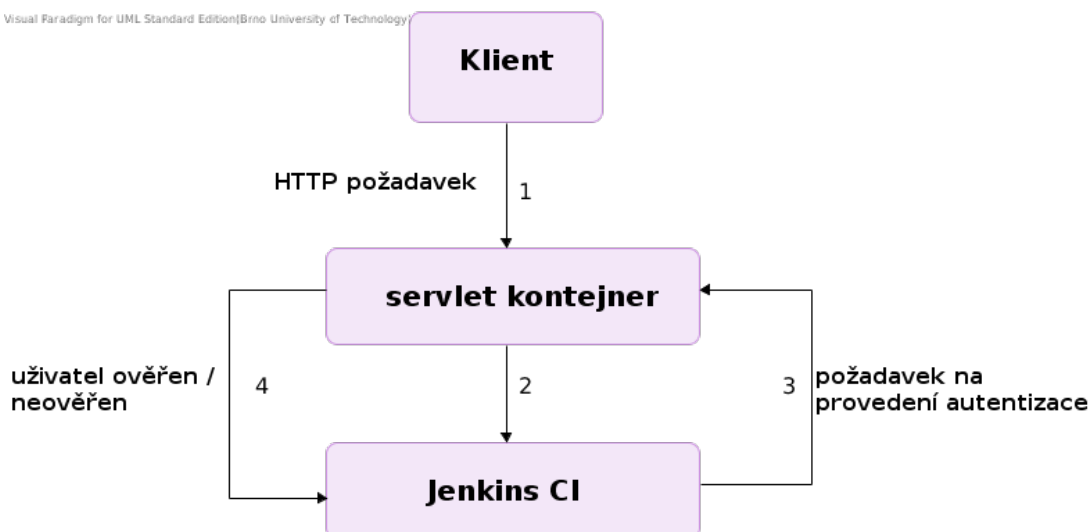 Visual Paradigm for UML Standard Edition(Brno University of Technology)
Klient
HTTP požadavek
1
servlet kontejner
uživatel ověřen /
neověřen
4
2
3
požadavek na
provedení autentizace
Jenkins CI